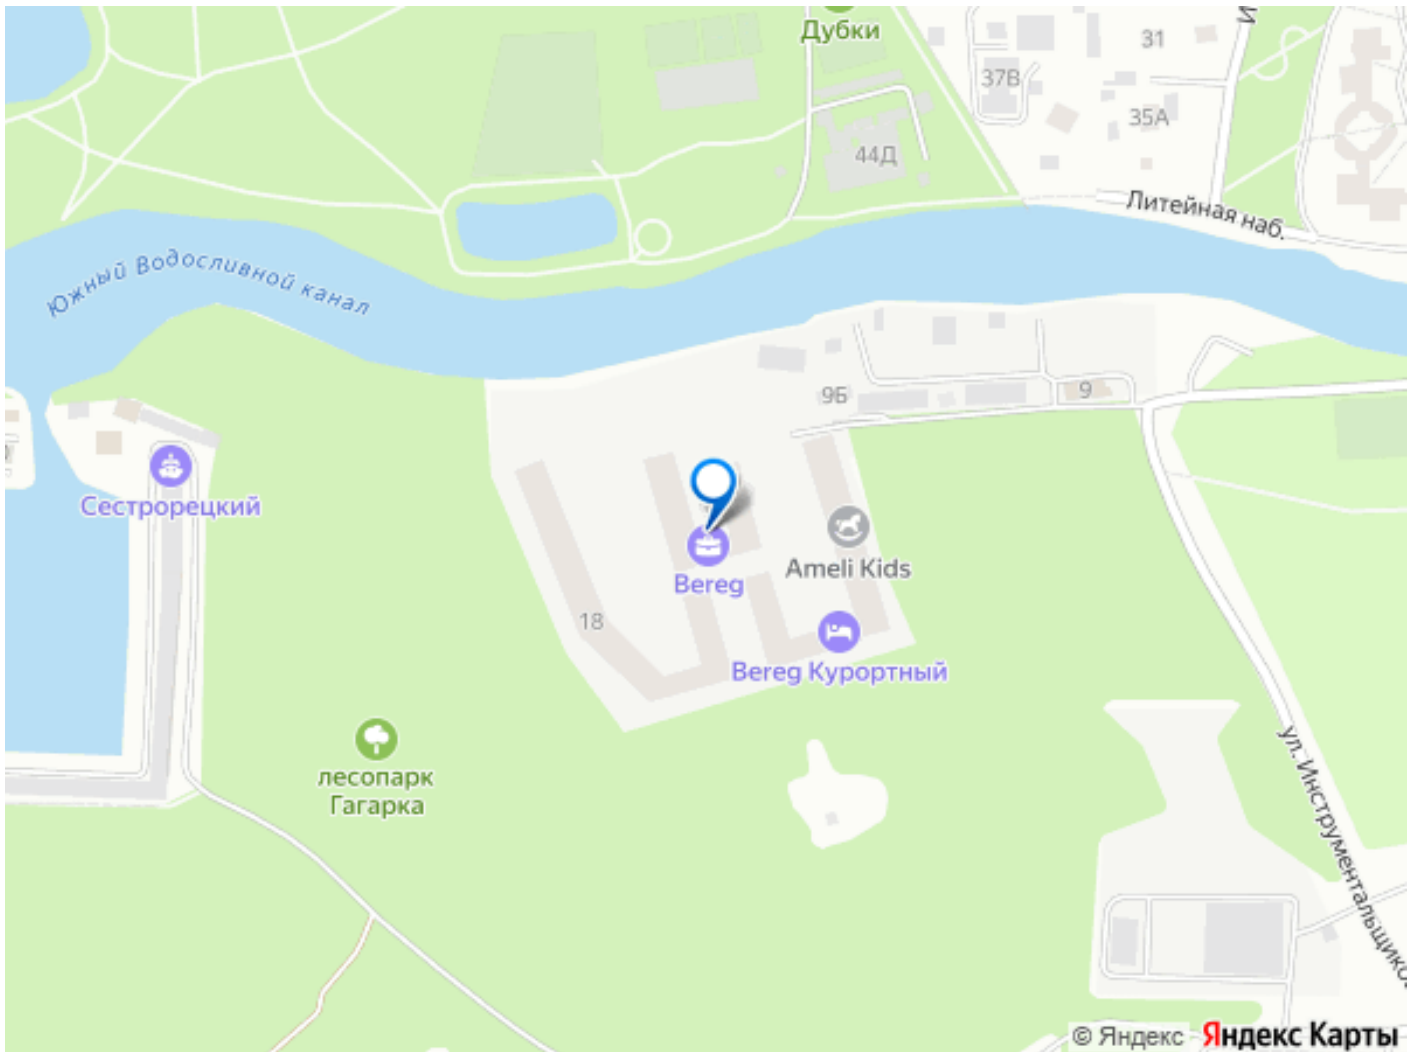 Дубки
31
37В
35А
44Д
Литейная наб.
Южный Водосливной канал
9Б
9
Сестрорецкий
Bereg
Ameli Kids
18
Bereg Курортный
лесопарк
Гагарка
ул. Инструментальщиков
© Яндекс Яндекс Карты